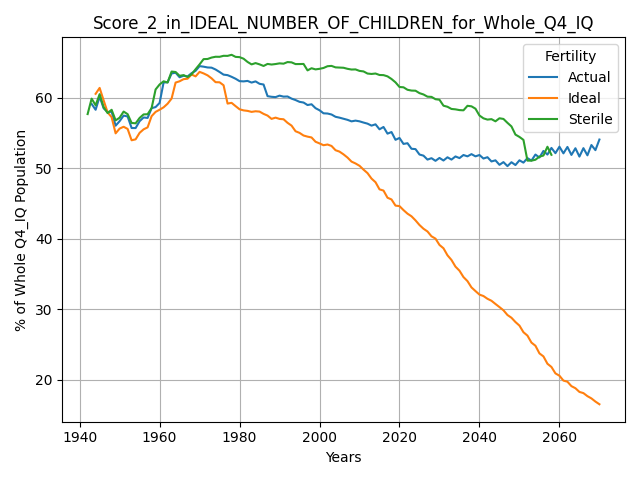 Score_2_in_IDEAL_NUMBER_OF_CHILDREN_for_Whole_Q4_IQ
Fertility
Actual
Ideal
Sterile
% of Whole Q4_IQ Population
60
50
40
30
20
1940 1960 1980 2000 2020 2040 2060
Years